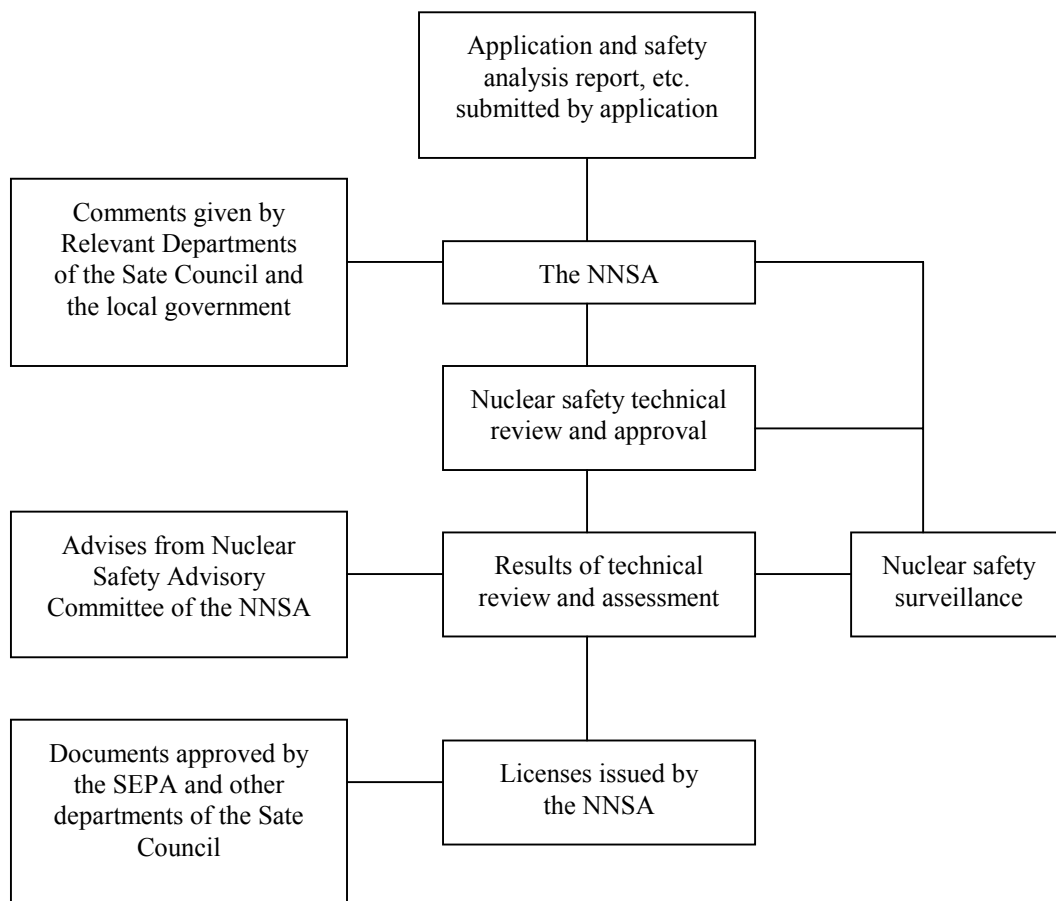 Application and safety
analysis report, etc.
submitted by application
Comments given by
Relevant Departments
of the Sate Council and
the local government
The NNSA
Nuclear safety technical
review and approval
Advises from Nuclear
Safety Advisory
Committee of the NNSA
Results of technical
review and assessment
Nuclear safety
surveillance
Documents approved by
the SEPA and other
departments of the Sate
Council
Licenses issued by
the NNSA